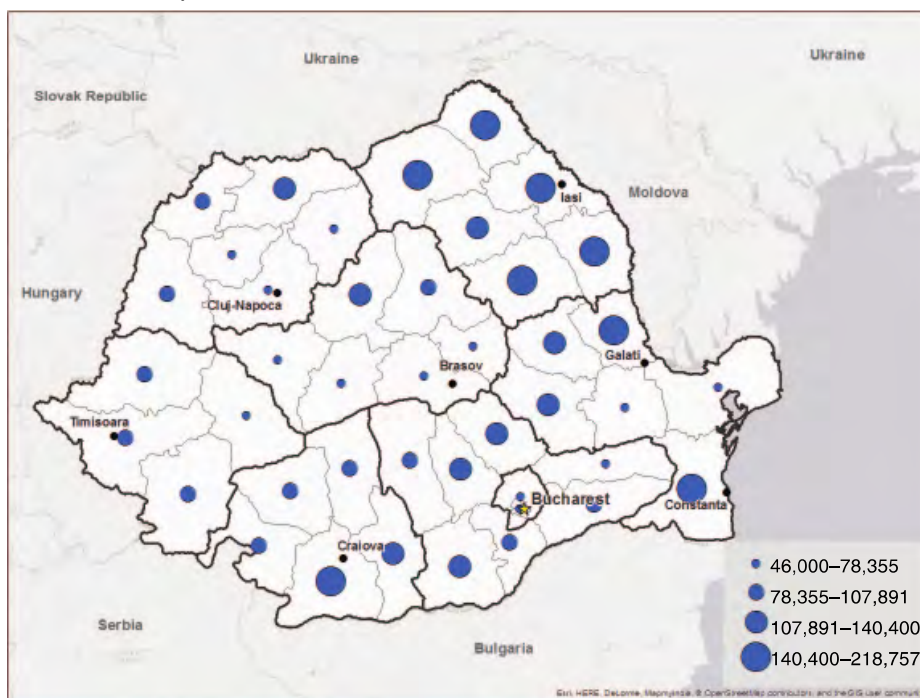 Ukraine
Ukraine
Slovak Republic
Moldova
Iasi
Hungary
Cluj-Napoca
Galati
Brasov
Timisoara
Bucharest
Constanta
Craiova
46,000–78,355
78,355–107,891
107,891–140,400
140,400–218,757
Serbia
Bulgaria
Esri, HERE, DeLorme, MapmyIndia, © OpenStreetMap contributors, and the GIS user commun